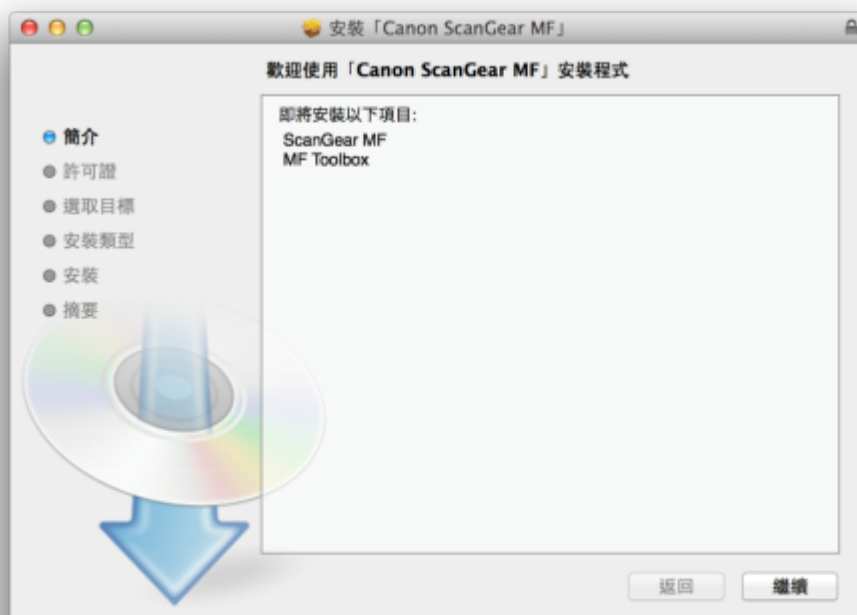 安裝「Canon ScanGear MF」
歡迎使用「Canon ScanGear MF」安裝程式
簡介
許可證
選取目標
安裝類型
安裝
摘要
即將安裝以下項目:
ScanGear MF
MF Toolbox
返回
繼續